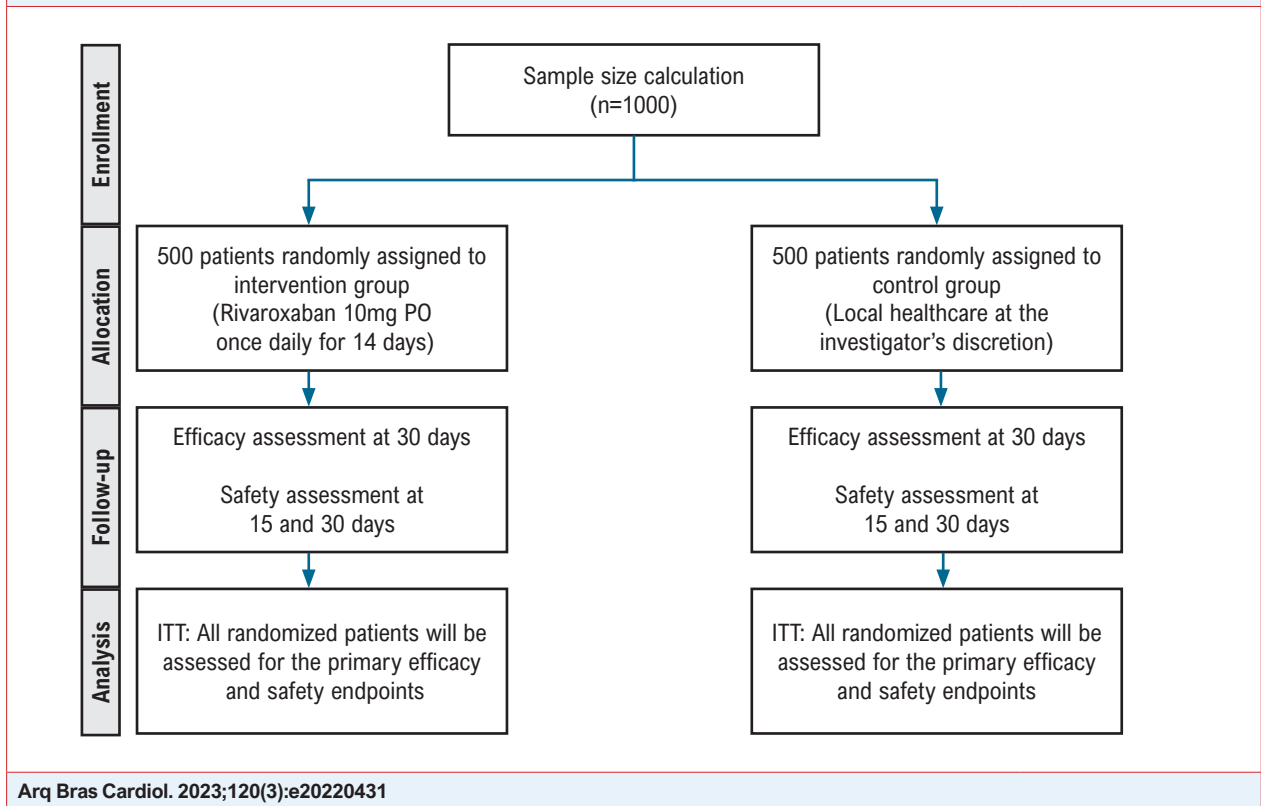 Enrollment
Sample size calculation
(n=1000)
Allocation
500 patients randomly assigned to
intervention group
(Rivaroxaban 10mg PO
once daily for 14 days)
500 patients randomly assigned to
control group
(Local healthcare at the
investigator’s discretion)
Follow-up
Efficacy assessment at 30 days
Safety assessment at
15 and 30 days
Efficacy assessment at 30 days
Safety assessment at
15 and 30 days
Analysis
ITT: All randomized patients will be
assessed for the primary efficacy
and safety endpoints
ITT: All randomized patients will be
assessed for the primary efficacy
and safety endpoints
Arq Bras Cardiol. 2023;120(3):e20220431